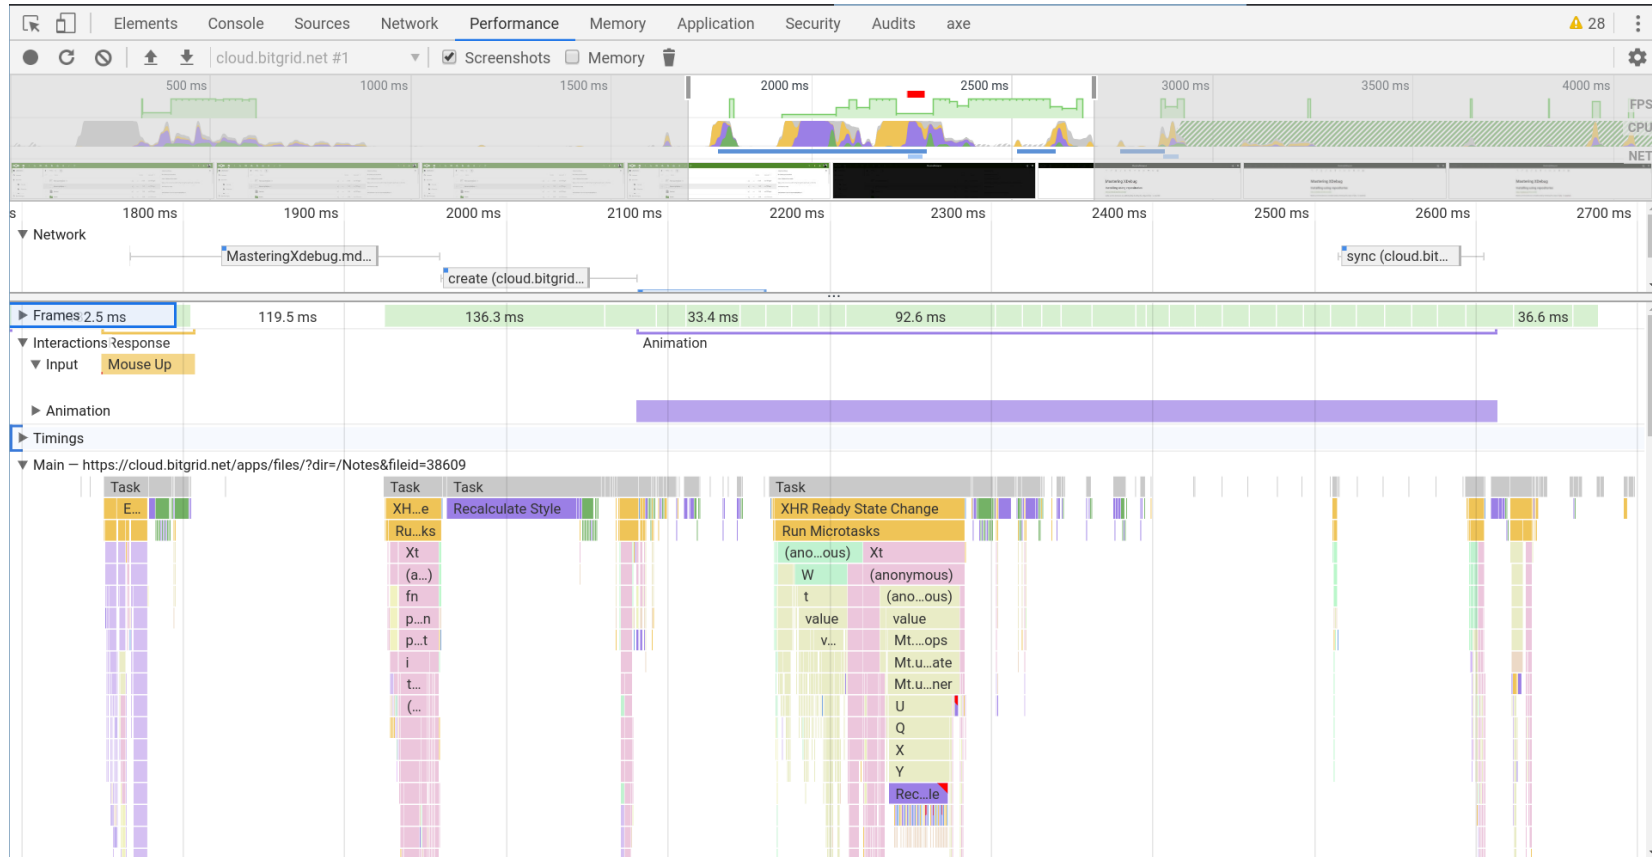 Elements Console Sources Network Performance Memory Application Security Audits axe 28
cloud.bitgrid.net #1 Screenshots Memory
500 ms 1000 ms 1500 ms 2000 ms 2500 ms 3000 ms 3500 ms 4000 ms
FPS
CPU
NET
s 1800 ms 1900 ms 2000 ms 2100 ms 2200 ms 2300 ms 2400 ms 2500 ms 2600 ms 2700 ms
Network
MasteringXdebug.md... sync (cloud.bit...
create (cloud.bitgrid...
Frames 2.5 ms 119.5 ms 136.3 ms 33.4 ms 92.6 ms 36.6 ms
Interactions Response Animation
Input Mouse Up
Animation
Timings
Main — https://cloud.bitgrid.net/apps/files/?dir=/Notes&fileid=38609
Task Task Task Task
E... XH...e Recalculate Style XHR Ready State Change
Ru...ks Run Microtasks
Xt (ano...ous) Xt
(a...) W (anonymous)
fn t (ano...ous)
p...n value value
p...t v... Mt....ops
i Mt.u...ate
t... Mt.u...ner
(... U
Q
X
Y
Rec...le